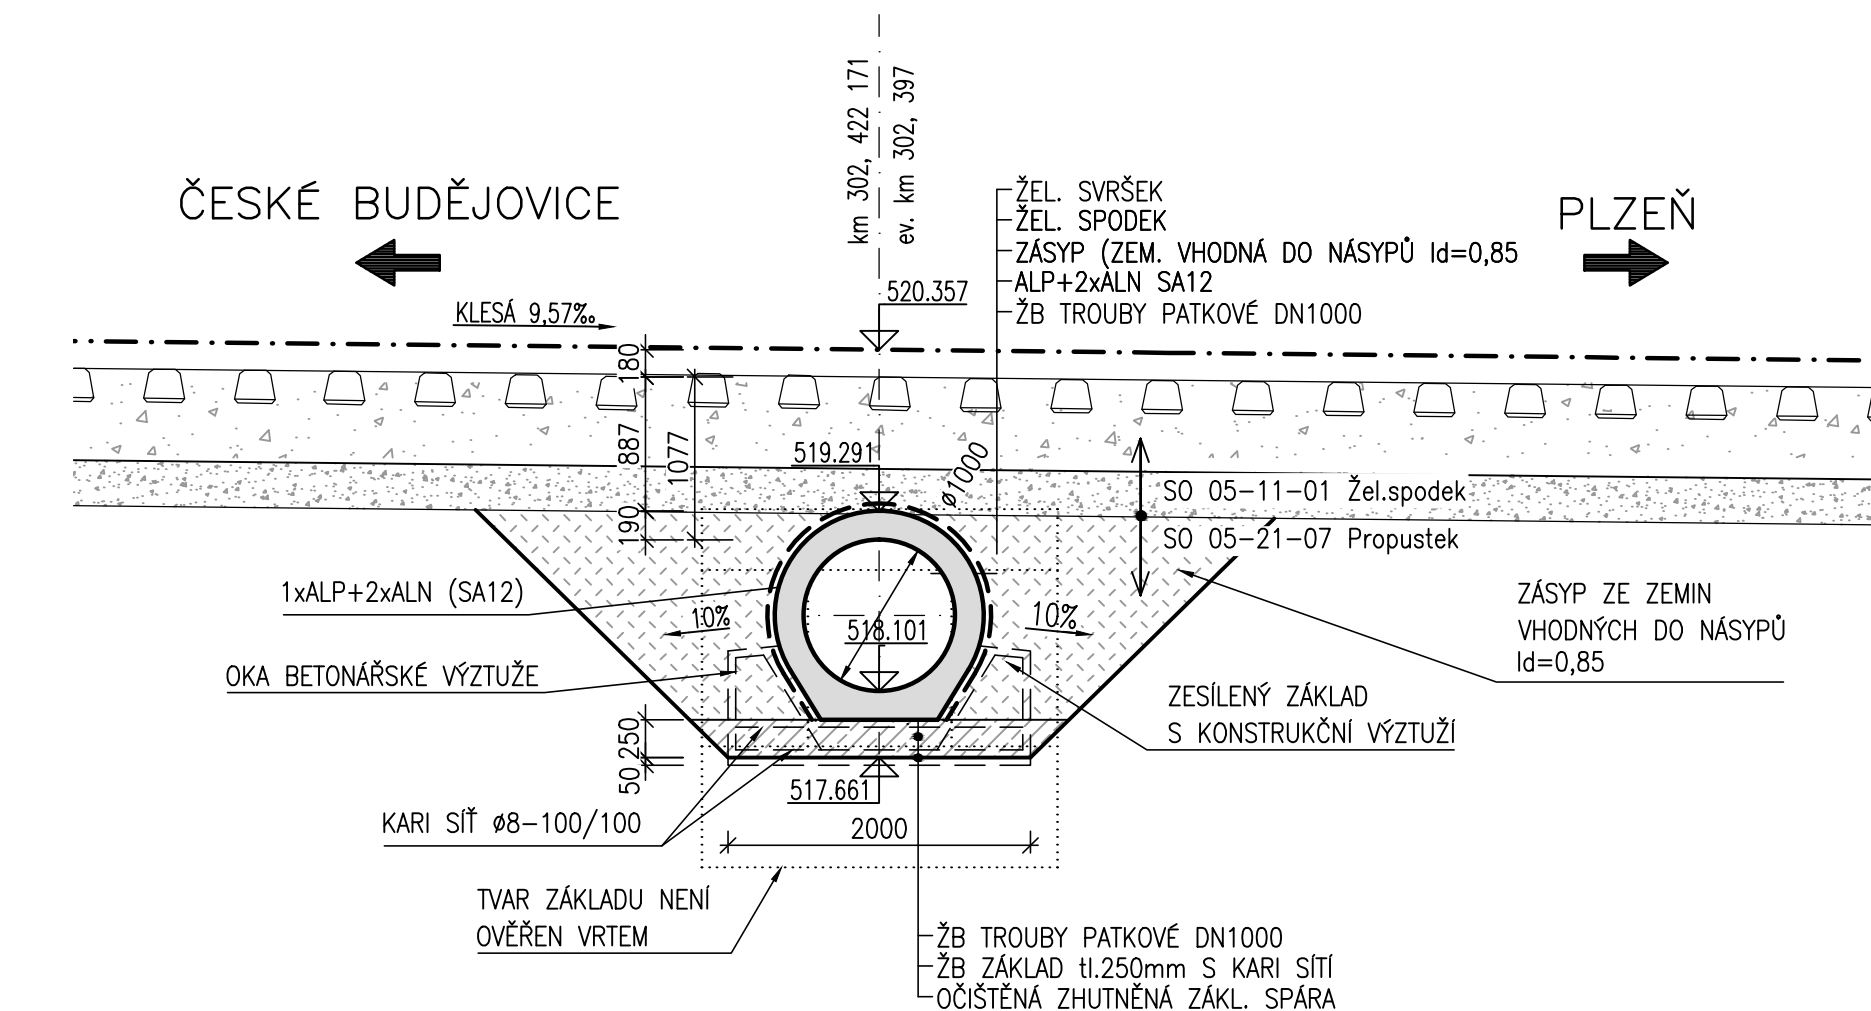 km 302, 422 171
ev. km 302, 397
ČESKÉ BUDĚJOVICE
PLZEŇ
ŽEL. SVRŠEK
ŽEL. SPODEK
ZÁSYP (ZEM. VHODNÁ DO NÁSYPŮ Id=0,85
ALP+2xALN SA12
ŽB TROUBY PATKOVÉ DN1000
520.357
KLESÁ 9,57‰
180
887
1077
190
519.291
ø1000
SO 05-11-01 Žel.spodek
SO 05-21-07 Propustek
1xALP+2xALN (SA12)
10%
518.101
10%
ZÁSYP ZE ZEMIN
VHODNÝCH DO NÁSYPŮ
Id=0,85
OKA BETONÁŘSKÉ VÝZTUŽE
ZESÍLENÝ ZÁKLAD
S KONSTRUKČNÍ VÝZTUŽÍ
250
50
517.661
KARI SÍŤ ø8-100/100
2000
TVAR ZÁKLADU NENÍ
OVĚŘEN VRTEM
ŽB TROUBY PATKOVÉ DN1000
ŽB ZÁKLAD tl.250mm S KARI SÍTÍ
OČIŠTĚNÁ ZHUTNĚNÁ ZÁKL. SPÁRA